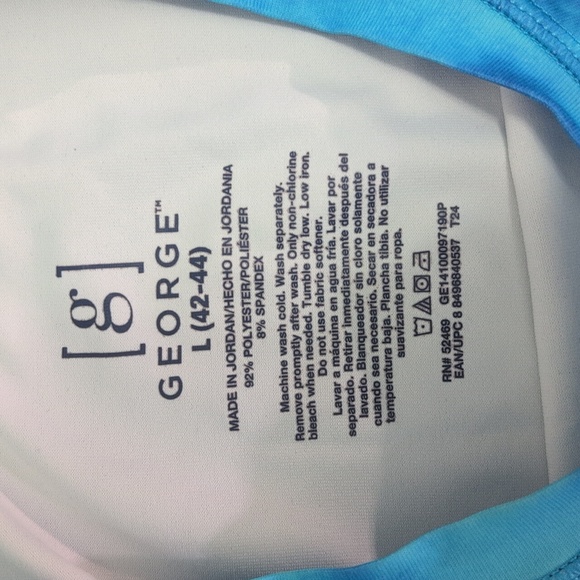 [g]
GEORGE™
L (42-44)
MADE IN JORDAN/HECHO EN JORDANIA
92% POLYESTER/POLIÉSTER
8% SPANDEX
Machine wash cold. Wash separately.
Remove promptly after wash. Only non-chlorine
bleach when needed. Tumble dry low. Low iron.
Do not use fabric softener.
Lavar a máquina en agua fría. Lavar por
separado. Retirar inmediatamente después del
lavado. Blanqueador sin cloro solamente
cuando sea necesario. Secar en secadora a
temperatura baja. Plancha tibia. No utilizar
suavizante para ropa.
RN# 52469 GE14100097190P
EAN/UPC 8 8496840537 T24